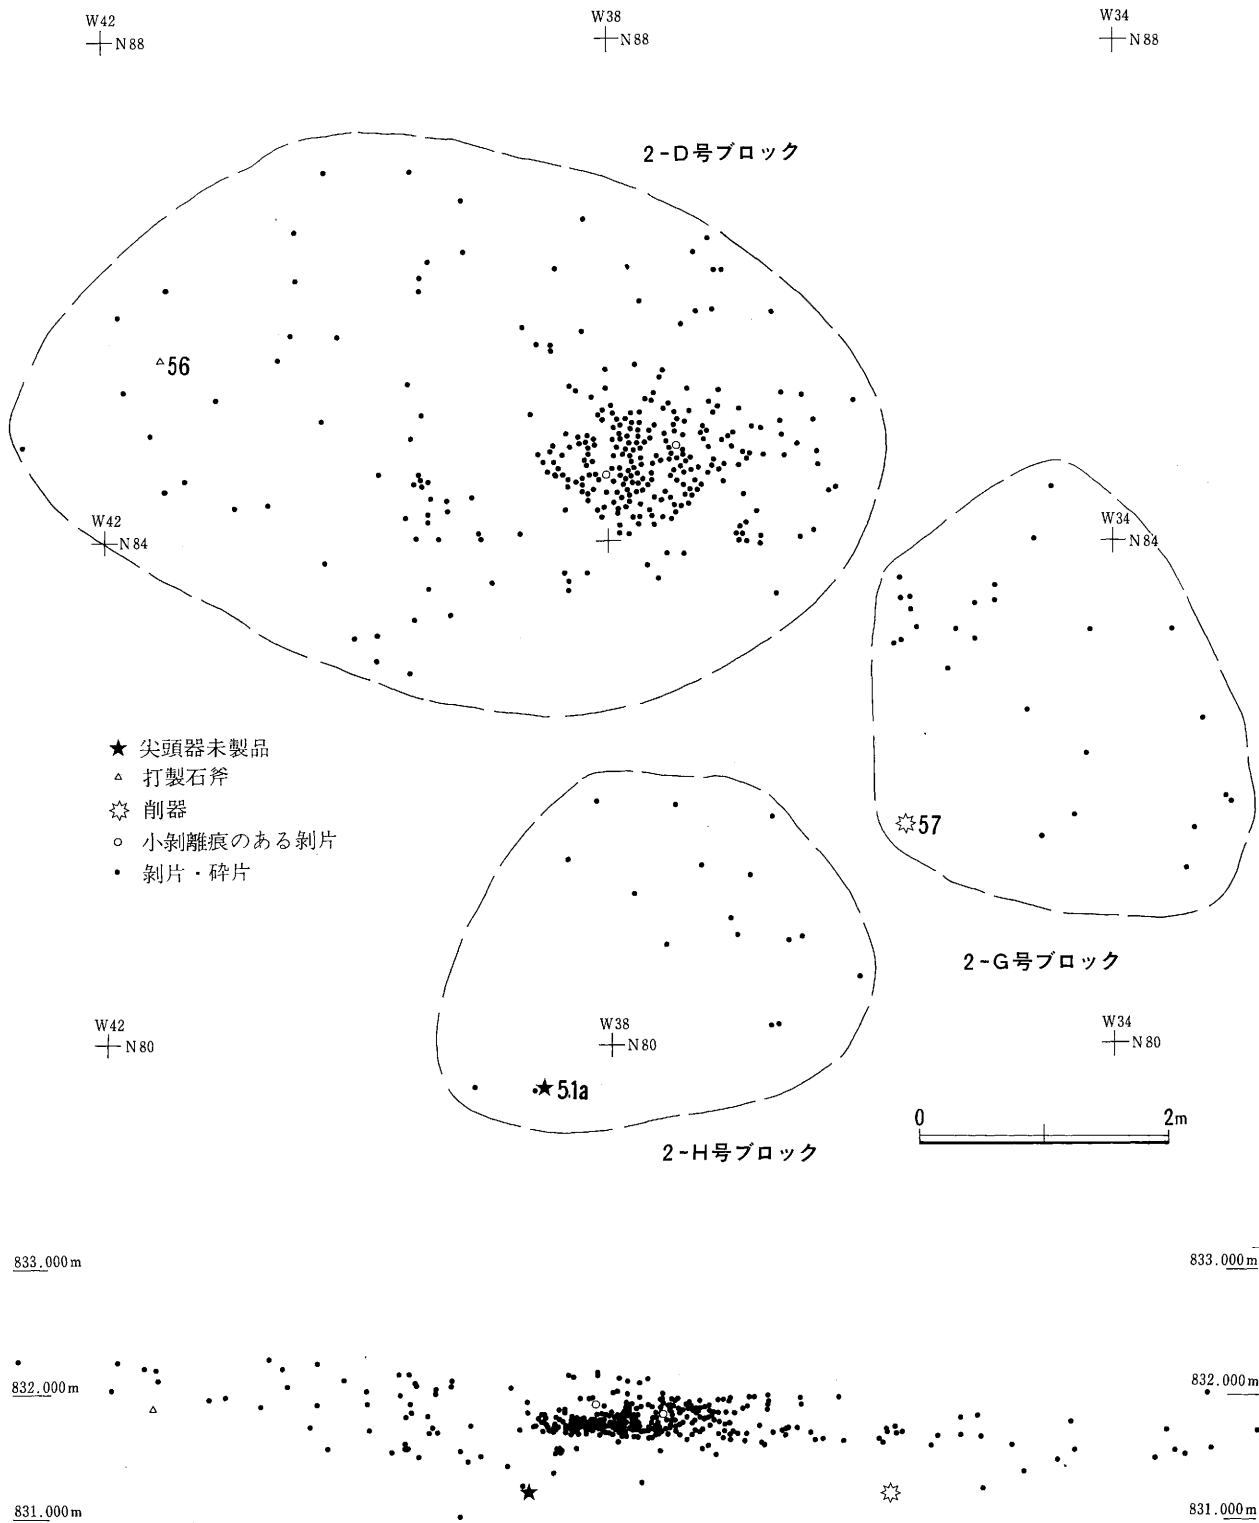 W42
N88
W38
N88
W34
N88
2-D号ブロック
56
W42
N84
W34
N84
★ 尖頭器未製品
△ 打製石斧
削器
○ 小剝離痕のある剝片
• 剝片・砕片
57
2-G号ブロック
W42
N80
W38
N80
W34
N80
51a
0 2m
2-H号ブロック
833.000m
833.000m
832.000m
832.000m
831.000m
831.000m